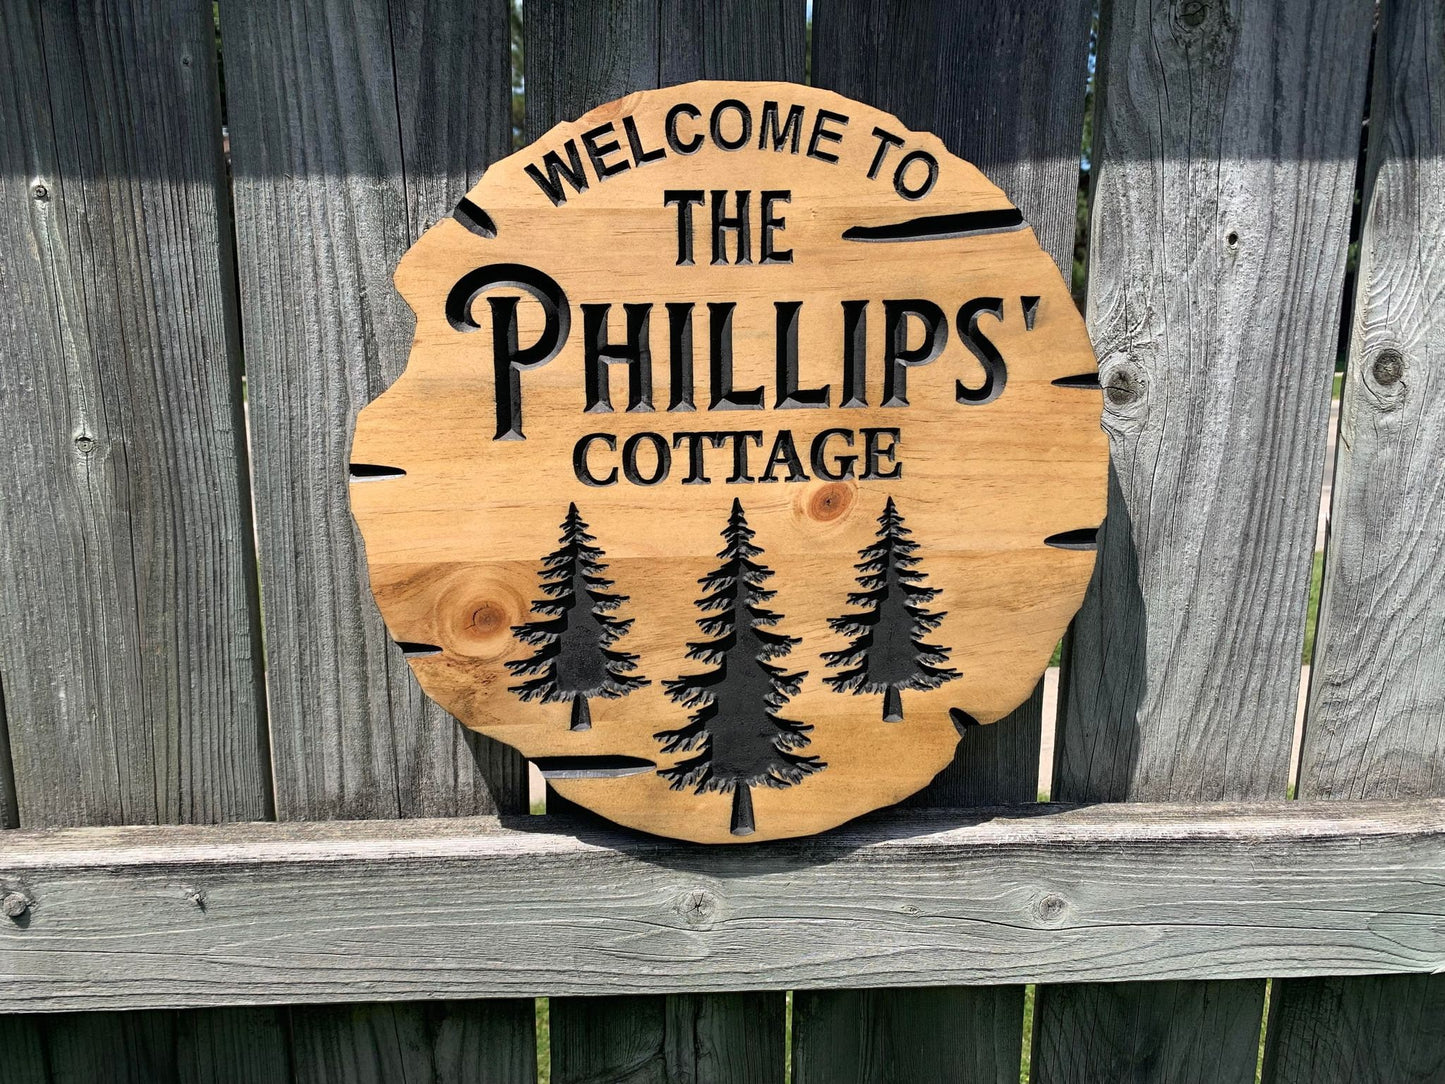 WELCOME TO
THE
PHILLIPS'
COTTAGE